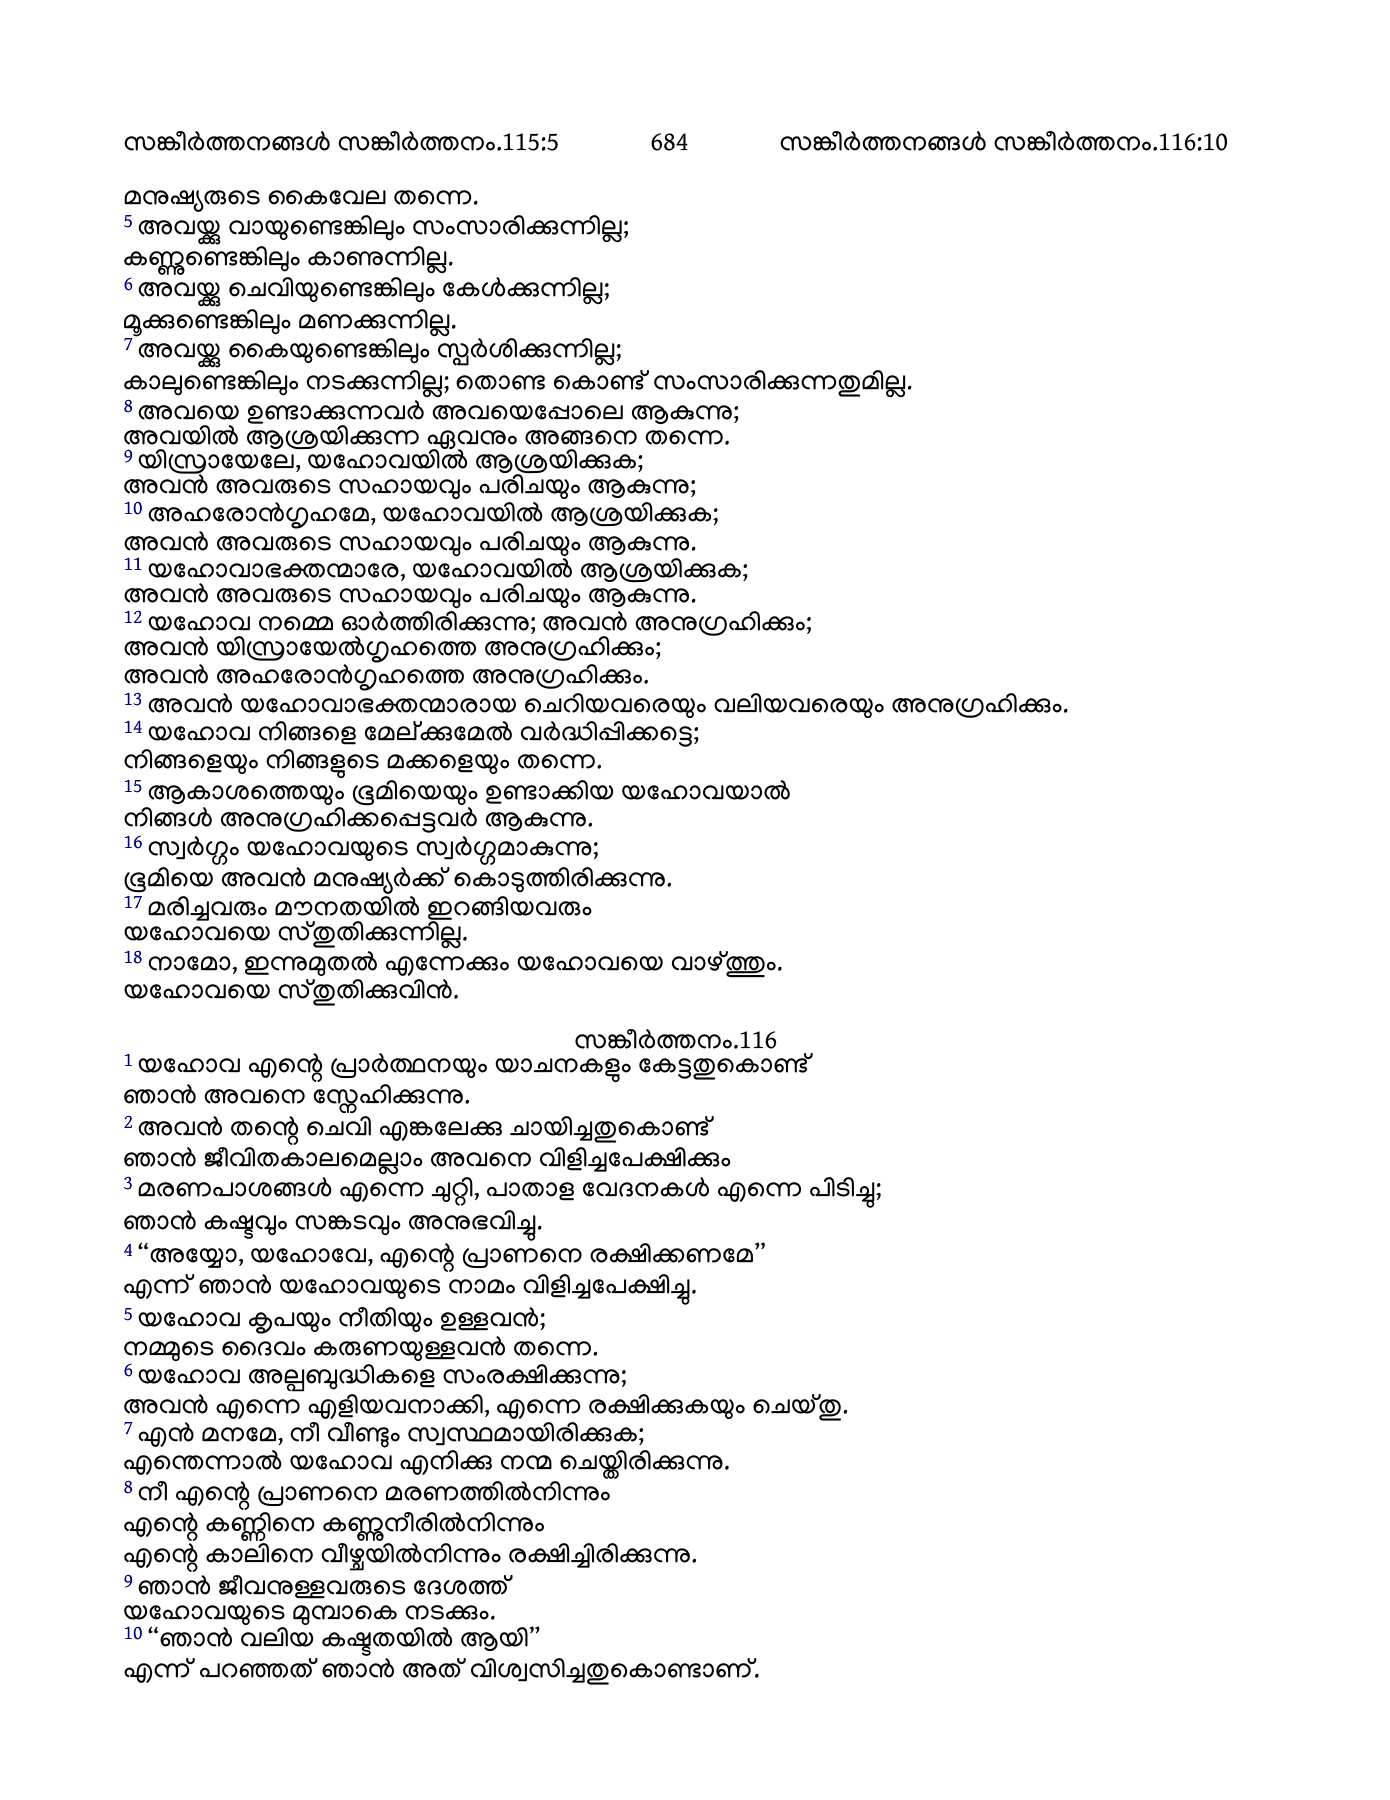 സങ്കീർത്തനങ്ങൾ സങ്കീർത്തനം.115:5 684 സങ്കീർത്തനങ്ങൾ സങ്കീർത്തനം.116:10
മനുഷ്യരുടെ കൈവേല തന്നെ.
5 അവയ്ക്കു വായുണ്ടെങ്കിലും സംസാരിക്കുന്നില്ല;
കണ്ണുണ്ടെങ്കിലും കാണുന്നില്ല.
6 അവയ്ക്കു ചെവിയുണ്ടെങ്കിലും കേൾക്കുന്നില്ല;
മൂക്കുണ്ടെങ്കിലും മണക്കുന്നില്ല.
7 അവയ്ക്കു കൈയുണ്ടെങ്കിലും സ്പർശിക്കുന്നില്ല;
കാലുണ്ടെങ്കിലും നടക്കുന്നില്ല; തൊണ്ട കൊണ്ട് സംസാരിക്കുന്നതുമില്ല.
8 അവയെ ഉണ്ടാക്കുന്നവർ അവയെപ്പോലെ ആകുന്നു;
അവയിൽ ആശ്രയിക്കുന്ന ഏവനും അങ്ങനെ തന്നെ.
9 യിസ്രായേലേ, യഹോവയിൽ ആശ്രയിക്കുക;
അവൻ അവരുടെ സഹായവും പരിചയും ആകുന്നു;
10 അഹരോൻഗൃഹമേ, യഹോവയിൽ ആശ്രയിക്കുക;
അവൻ അവരുടെ സഹായവും പരിചയും ആകുന്നു.
11 യഹോവാഭക്തന്മാരേ, യഹോവയിൽ ആശ്രയിക്കുക;
അവൻ അവരുടെ സഹായവും പരിചയും ആകുന്നു.
12 യഹോവ നമ്മെ ഓർത്തിരിക്കുന്നു; അവൻ അനുഗ്രഹിക്കും;
അവൻ യിസ്രായേൽഗൃഹത്തെ അനുഗ്രഹിക്കും;
അവൻ അഹരോൻഗൃഹത്തെ അനുഗ്രഹിക്കും.
13 അവൻ യഹോവാഭക്തന്മാരായ ചെറിയവരെയും വലിയവരെയും അനുഗ്രഹിക്കും.
14 യഹോവ നിങ്ങളെ മേല്ക്കുമേൽ വർദ്ധിപ്പിക്കട്ടെ;
നിങ്ങളെയും നിങ്ങളുടെ മക്കളെയും തന്നെ.
15 ആകാശത്തെയും ഭൂമിയെയും ഉണ്ടാക്കിയ യഹോവയാൽ
നിങ്ങൾ അനുഗ്രഹിക്കപ്പെട്ടവർ ആകുന്നു.
16 സ്വർഗ്ഗം യഹോവയുടെ സ്വർഗ്ഗമാകുന്നു;
ഭൂമിയെ അവൻ മനുഷ്യർക്ക് കൊടുത്തിരിക്കുന്നു.
17 മരിച്ചവരും മൗനതയിൽ ഇറങ്ങിയവരും
യഹോവയെ സ്തുതിക്കുന്നില്ല.
18 നാമോ, ഇന്നുമുതൽ എന്നേക്കും യഹോവയെ വാഴ്ത്തും.
യഹോവയെ സ്തുതിക്കുവിൻ.
സങ്കീർത്തനം.116
1 യഹോവ എന്റെ പ്രാർത്ഥനയും യാചനകളും കേട്ടതുകൊണ്ട്
ഞാൻ അവനെ സ്നേഹിക്കുന്നു.
2 അവൻ തന്റെ ചെവി എങ്കലേക്കു ചായിച്ചതുകൊണ്ട്
ഞാൻ ജീവിതകാലമെല്ലാം അവനെ വിളിച്ചപേക്ഷിക്കും
3 മരണപാശങ്ങൾ എന്നെ ചുറ്റി, പാതാള വേദനകൾ എന്നെ പിടിച്ചു;
ഞാൻ കഷ്ടവും സങ്കടവും അനുഭവിച്ചു.
4 “അയ്യോ, യഹോവേ, എന്റെ പ്രാണനെ രക്ഷിക്കണമേ”
എന്ന് ഞാൻ യഹോവയുടെ നാമം വിളിച്ചപേക്ഷിച്ചു.
5 യഹോവ കൃപയും നീതിയും ഉള്ളവൻ;
നമ്മുടെ ദൈവം കരുണയുള്ളവൻ തന്നെ.
6 യഹോവ അല്പബുദ്ധികളെ സംരക്ഷിക്കുന്നു;
അവൻ എന്നെ എളിയവനാക്കി, എന്നെ രക്ഷിക്കുകയും ചെയ്തു.
7 എൻ മനമേ, നീ വീണ്ടും സ്വസ്ഥമായിരിക്കുക;
എന്തെന്നാൽ യഹോവ എനിക്കു നന്മ ചെയ്തിരിക്കുന്നു.
8 നീ എന്റെ പ്രാണനെ മരണത്തിൽനിന്നും
എന്റെ കണ്ണിനെ കണ്ണുനീരിൽനിന്നും
എന്റെ കാലിനെ വീഴ്ചയിൽനിന്നും രക്ഷിച്ചിരിക്കുന്നു.
9 ഞാൻ ജീവനുള്ളവരുടെ ദേശത്ത്
യഹോവയുടെ മുമ്പാകെ നടക്കും.
10 “ഞാൻ വലിയ കഷ്ടതയിൽ ആയി”
എന്ന് പറഞ്ഞത് ഞാൻ അത് വിശ്വസിച്ചതുകൊണ്ടാണ്.